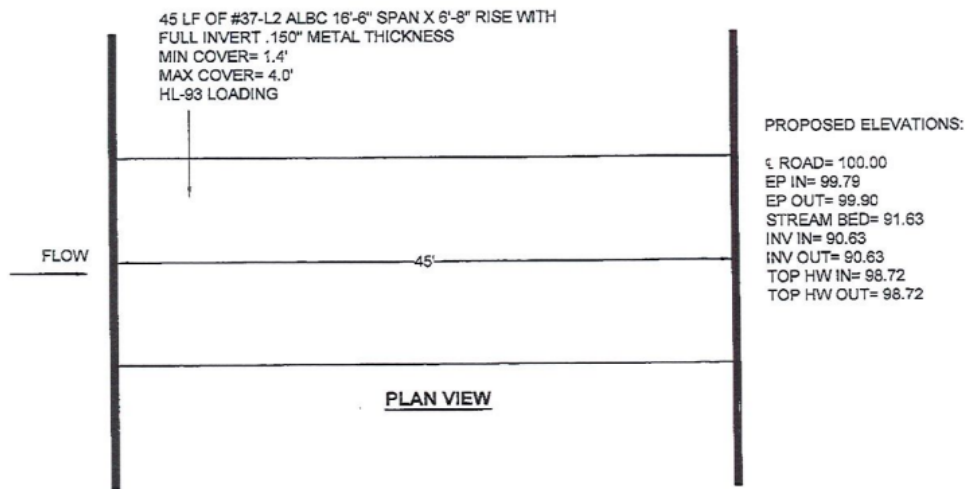 45 LF OF #37-L2 ALBC 16'-6" SPAN X 6'-8" RISE WITH
FULL INVERT .150" METAL THICKNESS
MIN COVER= 1.4'
MAX COVER= 4.0'
HL-93 LOADING
PROPOSED ELEVATIONS:
℄ ROAD= 100.00
EP IN= 99.79
EP OUT= 99.90
STREAM BED= 91.63
INV IN= 90.63
INV OUT= 90.63
TOP HW IN= 98.72
TOP HW OUT= 98.72
FLOW
45'
PLAN VIEW